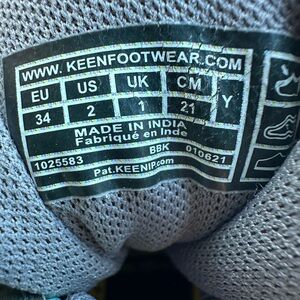 WWW. KEENFOOTWEAR.COM
EU US UK CM Y
34 2 1 21
MADE IN INDIA
Fabriqué en Inde
1025583 BBK 010621
Pat.KEENIP.com